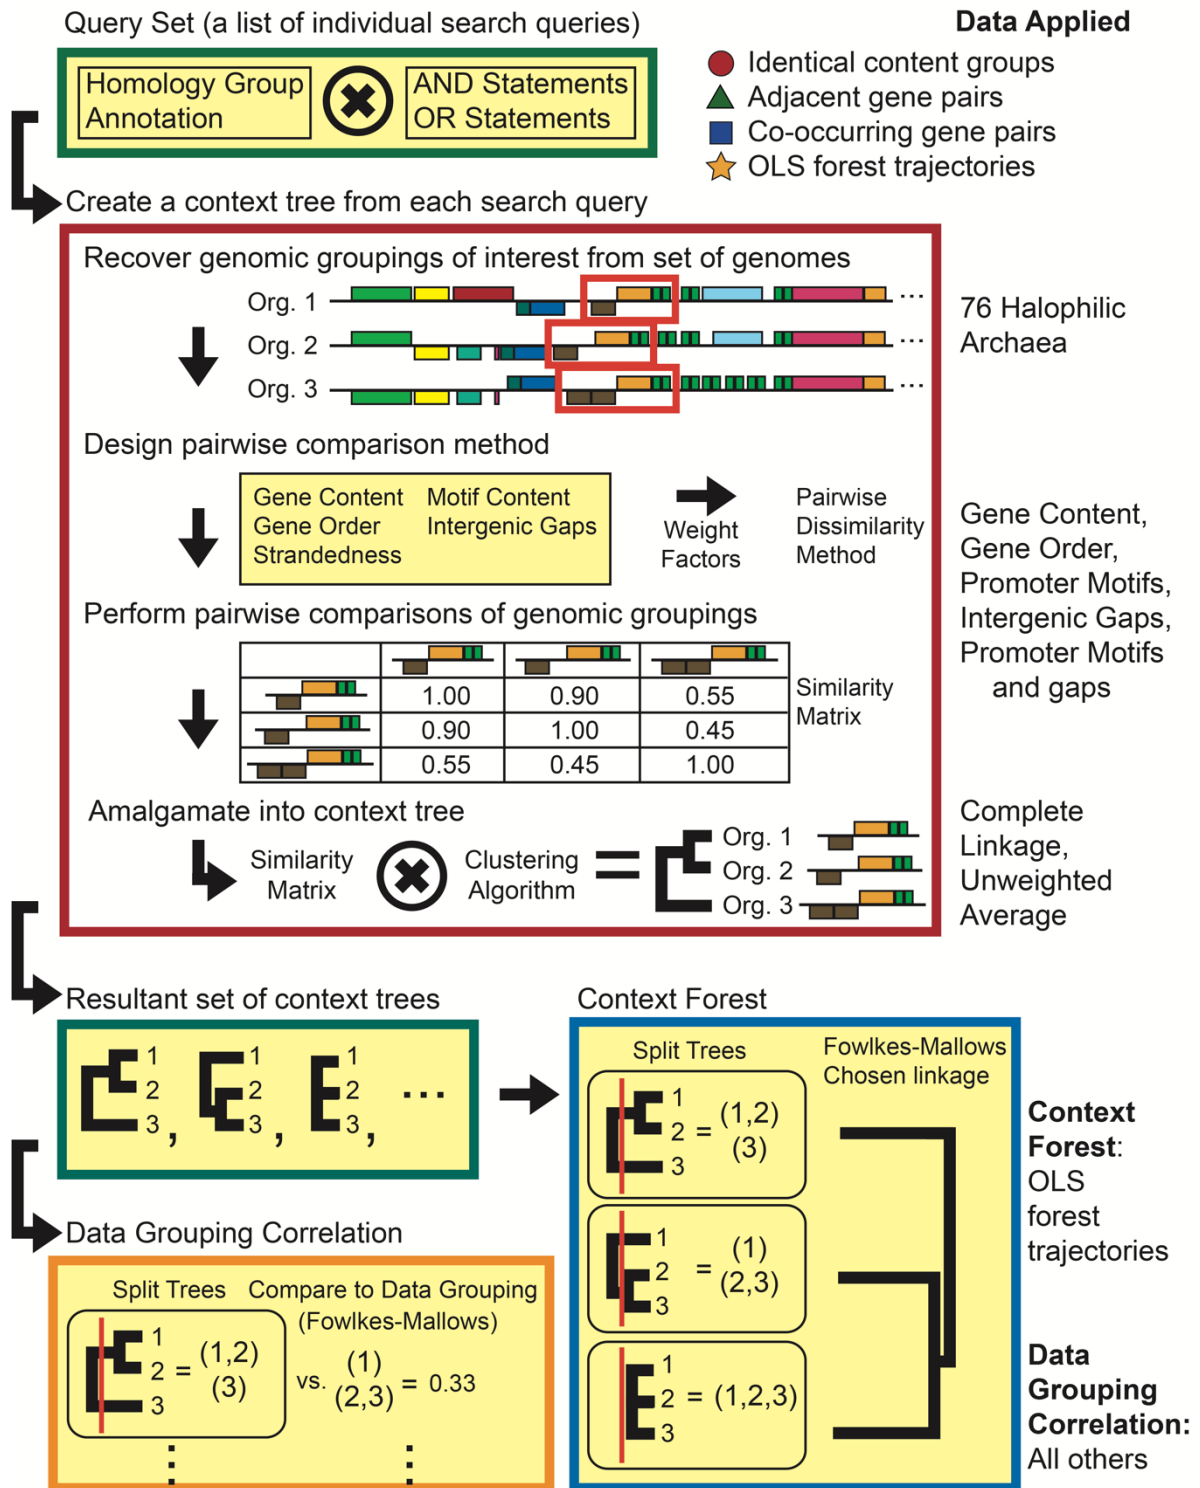 Query Set (a list of individual search queries)
Homology Group
Annotation
AND Statements
OR Statements
Data Applied
Identical content groups
Adjacent gene pairs
Co-occurring gene pairs
OLS forest trajectories
Create a context tree from each search query
Recover genomic groupings of interest from set of genomes
Org. 1
...
Org. 2
...
Org. 3
...
76 Halophilic
Archaea
Design pairwise comparison method
Gene Content
Motif Content
Gene Order
Intergenic Gaps
Strandedness
Weight
Factors
Pairwise
Dissimilarity
Method
Gene Content,
Gene Order,
Promoter Motifs,
Intergenic Gaps,
Promoter Motifs
and gaps
Perform pairwise comparisons of genomic groupings
1.00 0.90 0.55
0.90 1.00 0.45
0.55 0.45 1.00
Similarity
Matrix
Amalgamate into context tree
Similarity
Matrix
Clustering
Algorithm
=
Org. 1
Org. 2
Org. 3
Complete
Linkage,
Unweighted
Average
Resultant set of context trees
1
2
3 ,
1
2
3 ,
1
2
3 ,
...
Context Forest
Split Trees
Fowlkes-Mallows
Chosen linkage
1
2 = (1,2)
(3)
3
1
2 = (1)
(2,3)
3
1
2 = (1,2,3)
3
Context
Forest:
OLS
forest
trajectories
Data
Grouping
Correlation:
All others
Data Grouping Correlation
Split Trees
Compare to Data Grouping
(Fowlkes-Mallows)
1
2 = (1,2)
(3)
3
vs. (1)
(2,3) = 0.33